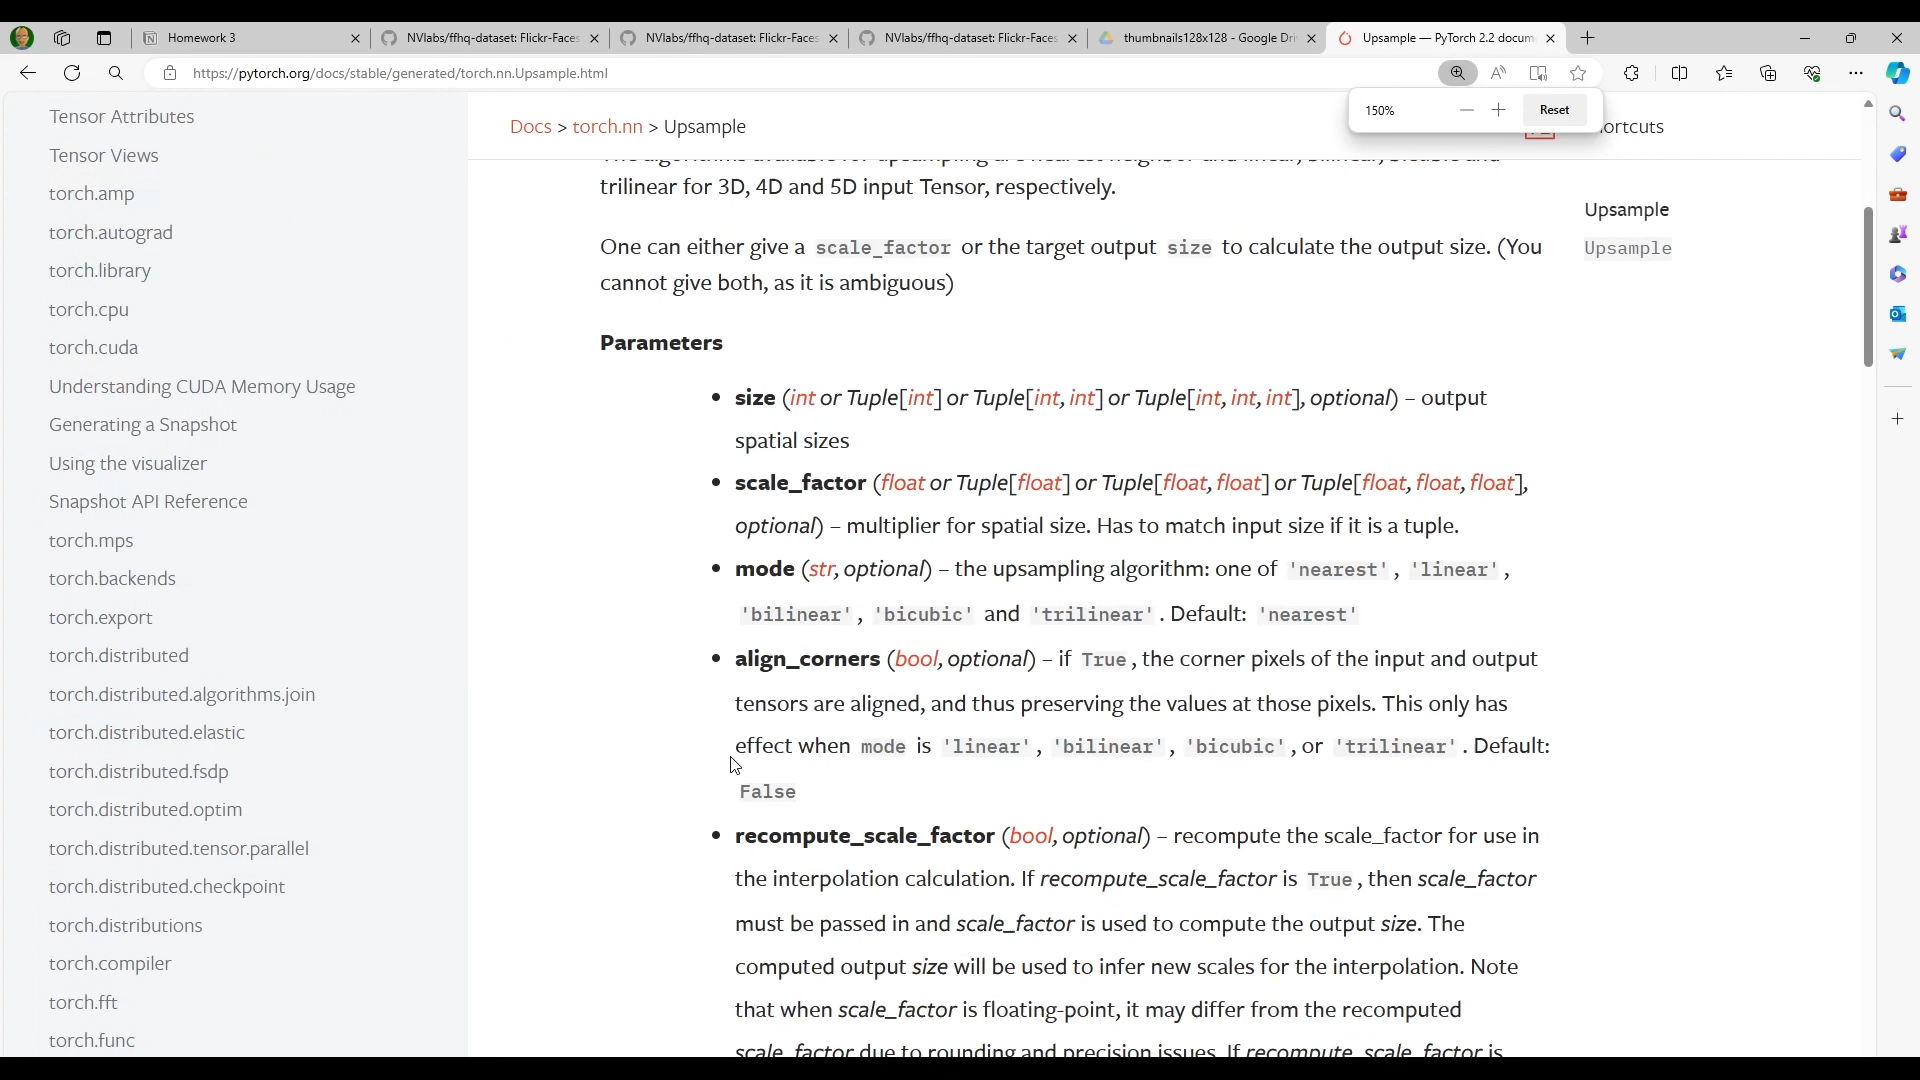 Homework 3
NVlabs/ffhq-dataset: Flickr-Faces
NVlabs/ffhq-dataset: Flickr-Faces
NVlabs/ffhq-dataset: Flickr-Faces
thumbnails128x128 - Google Dri
Upsample — PyTorch 2.2 docum
https://pytorch.org/docs/stable/generated/torch.nn.Upsample.html
150%
Reset
Tensor Attributes
Tensor Views
torch.amp
torch.autograd
torch.library
torch.cpu
torch.cuda
Understanding CUDA Memory Usage
Generating a Snapshot
Using the visualizer
Snapshot API Reference
torch.mps
torch.backends
torch.export
torch.distributed
torch.distributed.algorithms.join
torch.distributed.elastic
torch.distributed.fsdp
torch.distributed.optim
torch.distributed.tensor.parallel
torch.distributed.checkpoint
torch.distributions
torch.compiler
torch.fft
torch.func
Docs > torch.nn > Upsample
ortcuts
trilinear for 3D, 4D and 5D input Tensor, respectively.
One can either give a scale_factor or the target output size to calculate the output size. (You
cannot give both, as it is ambiguous)
Parameters
• size (int or Tuple[int] or Tuple[int, int] or Tuple[int, int, int], optional) – output
spatial sizes
• scale_factor (float or Tuple[float] or Tuple[float, float] or Tuple[float, float, float],
optional) – multiplier for spatial size. Has to match input size if it is a tuple.
• mode (str, optional) – the upsampling algorithm: one of 'nearest', 'linear',
'bilinear', 'bicubic' and 'trilinear'. Default: 'nearest'
• align_corners (bool, optional) – if True, the corner pixels of the input and output
tensors are aligned, and thus preserving the values at those pixels. This only has
effect when mode is 'linear', 'bilinear', 'bicubic', or 'trilinear'. Default:
False
• recompute_scale_factor (bool, optional) – recompute the scale_factor for use in
the interpolation calculation. If recompute_scale_factor is True, then scale_factor
must be passed in and scale_factor is used to compute the output size. The
computed output size will be used to infer new scales for the interpolation. Note
that when scale_factor is floating-point, it may differ from the recomputed
scale_factor due to rounding and precision issues. If recompute_scale_factor is
Upsample
Upsample